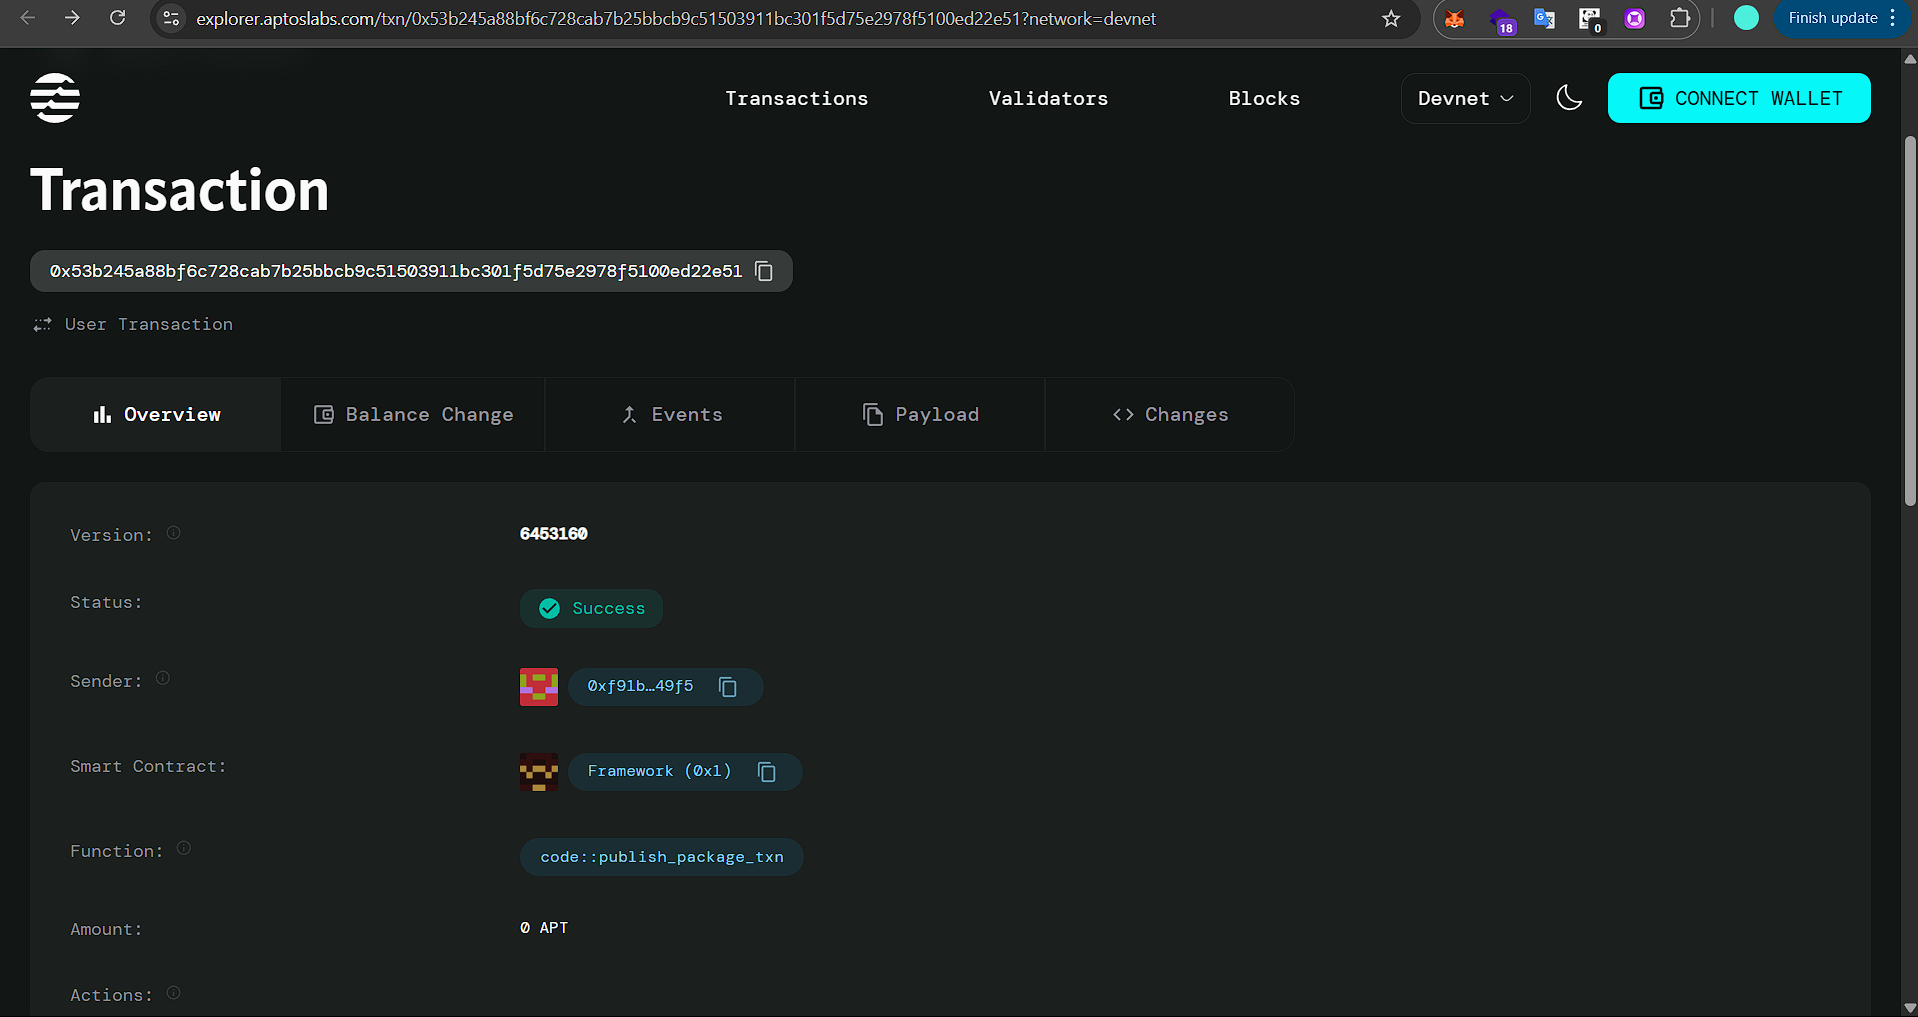 explorer.aptoslabs.com/txn/0x53b245a88bf6c728cab7b25bbcb9c51503911bc301f5d75e2978f5100ed22e51?network=devnet
18
0
Finish update
Transactions
Validators
Blocks
Devnet
CONNECT WALLET
Transaction
0x53b245a88bf6c728cab7b25bbcb9c51503911bc301f5d75e2978f5100ed22e51
User Transaction
Overview
Balance Change
Events
Payload
Changes
Version:
6453160
Status:
Success
Sender:
0xf91b…49f5
Smart Contract:
Framework (0x1)
Function:
code::publish_package_txn
Amount:
0 APT
Actions: